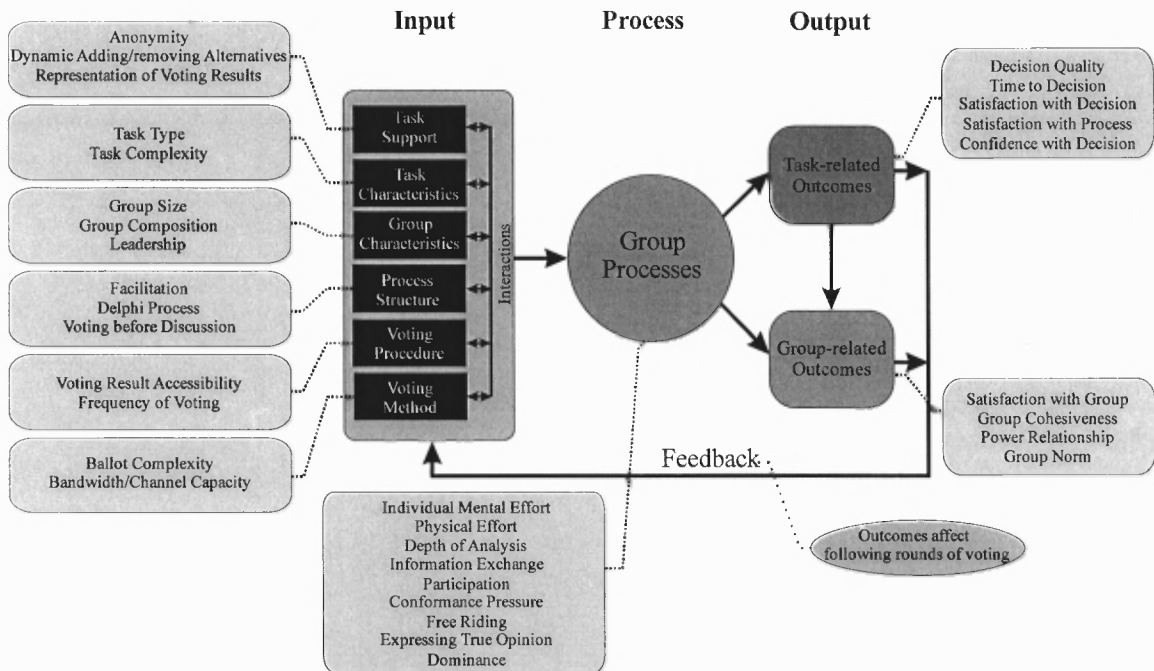 Input
Process
Output
Anonymity
Dynamic Adding/removing Alternatives
Representation of Voting Results
Task Type
Task Complexity
Group Size
Group Composition
Leadership
Facilitation
Delphi Process
Voting before Discussion
Voting Result Accessibility
Frequency of Voting
Ballot Complexity
Bandwidth/Channel Capacity
Task
Support
Task
Characteristics
Group
Characteristics
Process
Structure
Voting
Procedure
Voting
Method
Interactions
Group
Processes
Task-related
Outcomes
Group-related
Outcomes
Decision Quality
Time to Decision
Satisfaction with Decision
Satisfaction with Process
Confidence with Decision
Satisfaction with Group
Group Cohesiveness
Power Relationship
Group Norm
Feedback
Outcomes affect
following rounds of voting
Individual Mental Effort
Physical Effort
Depth of Analysis
Information Exchange
Participation
Conformance Pressure
Free Riding
Expressing True Opinion
Dominance